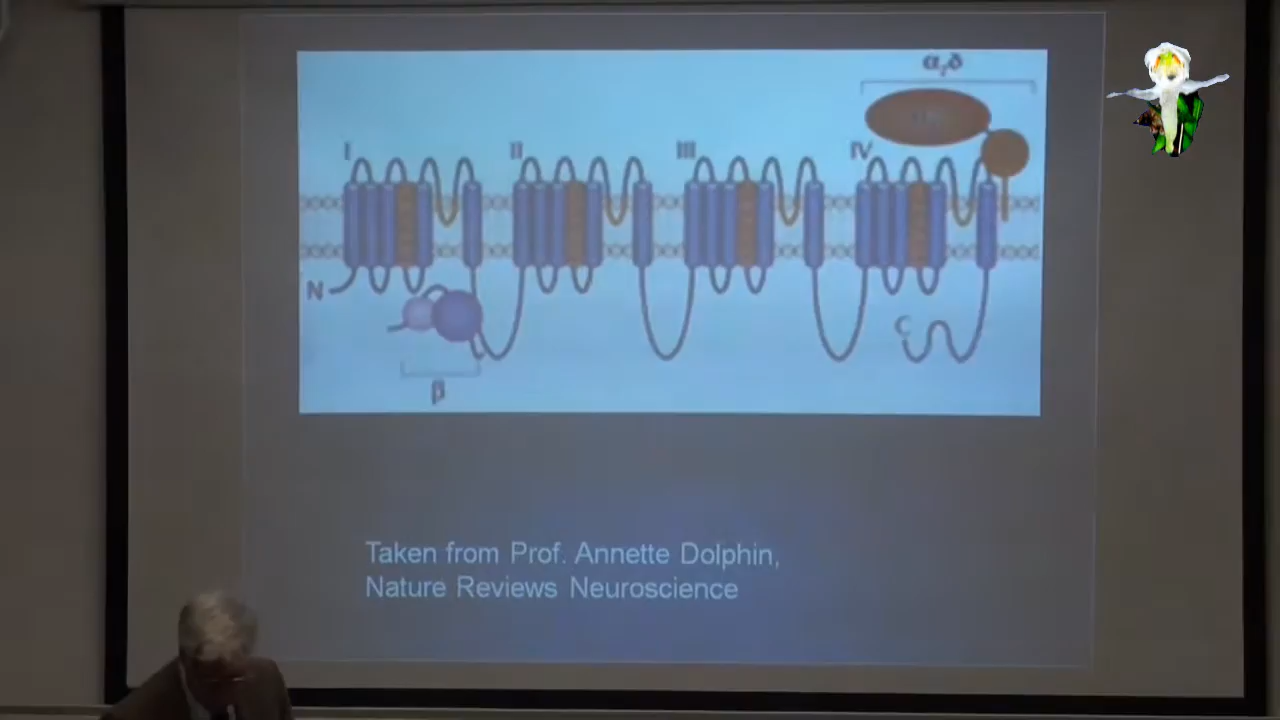 α₂δ
I II III IV
N
C
β
Taken from Prof. Annette Dolphin,
Nature Reviews Neuroscience